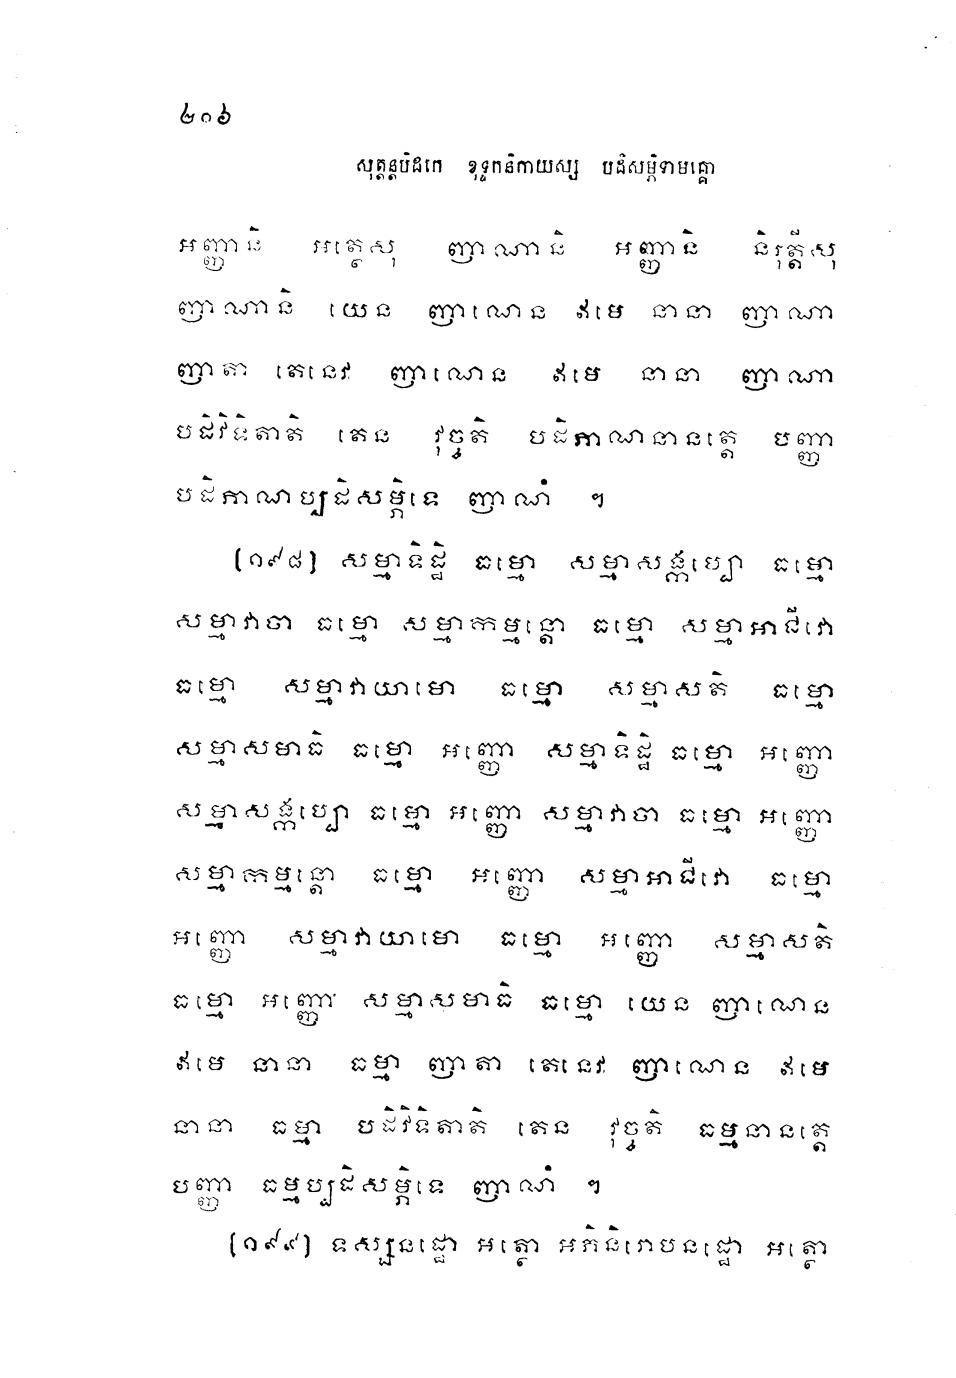 ២១៦
សុត្តន្តបិដកេ ខុទ្ទកនិកាយស្ស បដិសម្ភិទាមគ្គោ
អញ្ញានិ អត្ថេសុ ញាណានិ អញ្ញានិ និរុត្តីសុ
ញាណានិ យេន ញាណេន ឥមេ នានា ញាណា
ញាតា តេនេវ ញាណេន ឥមេ នានា ញាណា
បដិវិទិតាតិ តេន វុច្ចតិ បដិភាណនានត្តេ បញ្ញា
បដិភាណប្បដិសម្ភិទេ ញាណំ ។
(១៩៨) សម្មាទិដ្ឋិ ធម្មោ សម្មាសង្កប្បោ ធម្មោ
សម្មាវាចា ធម្មោ សម្មាកម្មន្តោ ធម្មោ សម្មាអាជីវោ
ធម្មោ សម្មាវាយាមោ ធម្មោ សម្មាសតិ ធម្មោ
សម្មាសមាធិ ធម្មោ អញ្ញោ សម្មាទិដ្ឋិ ធម្មោ អញ្ញោ
សម្មាសង្កប្បោ ធម្មោ អញ្ញោ សម្មាវាចា ធម្មោ អញ្ញោ
សម្មាកម្មន្តោ ធម្មោ អញ្ញោ សម្មាអាជីវោ ធម្មោ
អញ្ញោ សម្មាវាយាមោ ធម្មោ អញ្ញោ សម្មាសតិ
ធម្មោ អញ្ញោ សម្មាសមាធិ ធម្មោ យេន ញាណេន
ឥមេ នានា ធម្មា ញាតា តេនេវ ញាណេន ឥមេ
នានា ធម្មា បដិវិទិតាតិ តេន វុច្ចតិ ធម្មនានត្តេ
បញ្ញា ធម្មប្បដិសម្ភិទេ ញាណំ ។
(១៩៩) ទស្សនដ្ឋោ អត្ថោ អភិនិរោបនដ្ឋោ អត្ថោ